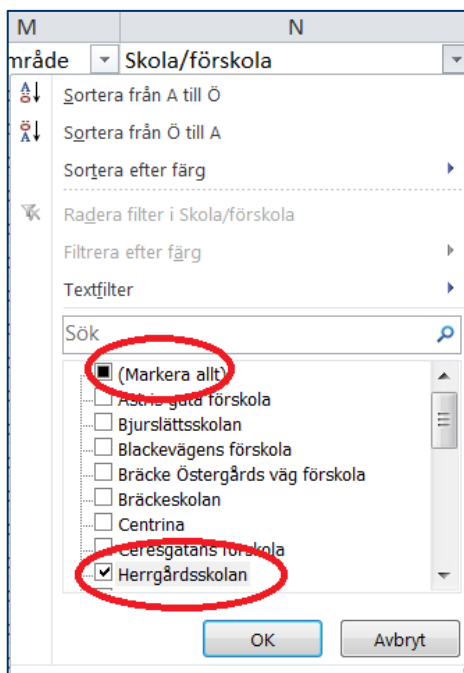 M N
mråde Skola/förskola
Sortera från A till Ö
Sortera från Ö till A
Sortera efter färg
Radera filter i Skola/förskola
Filtrera efter färg
Textfilter
Sök
(Markera allt)
Astris gata förskola
Bjurslättsskolan
Blackevägens förskola
Bräcke Östergårds väg förskola
Bräckeskolan
Centrina
Ceresgatans förskola
Herrgårdsskolan
OK Avbryt